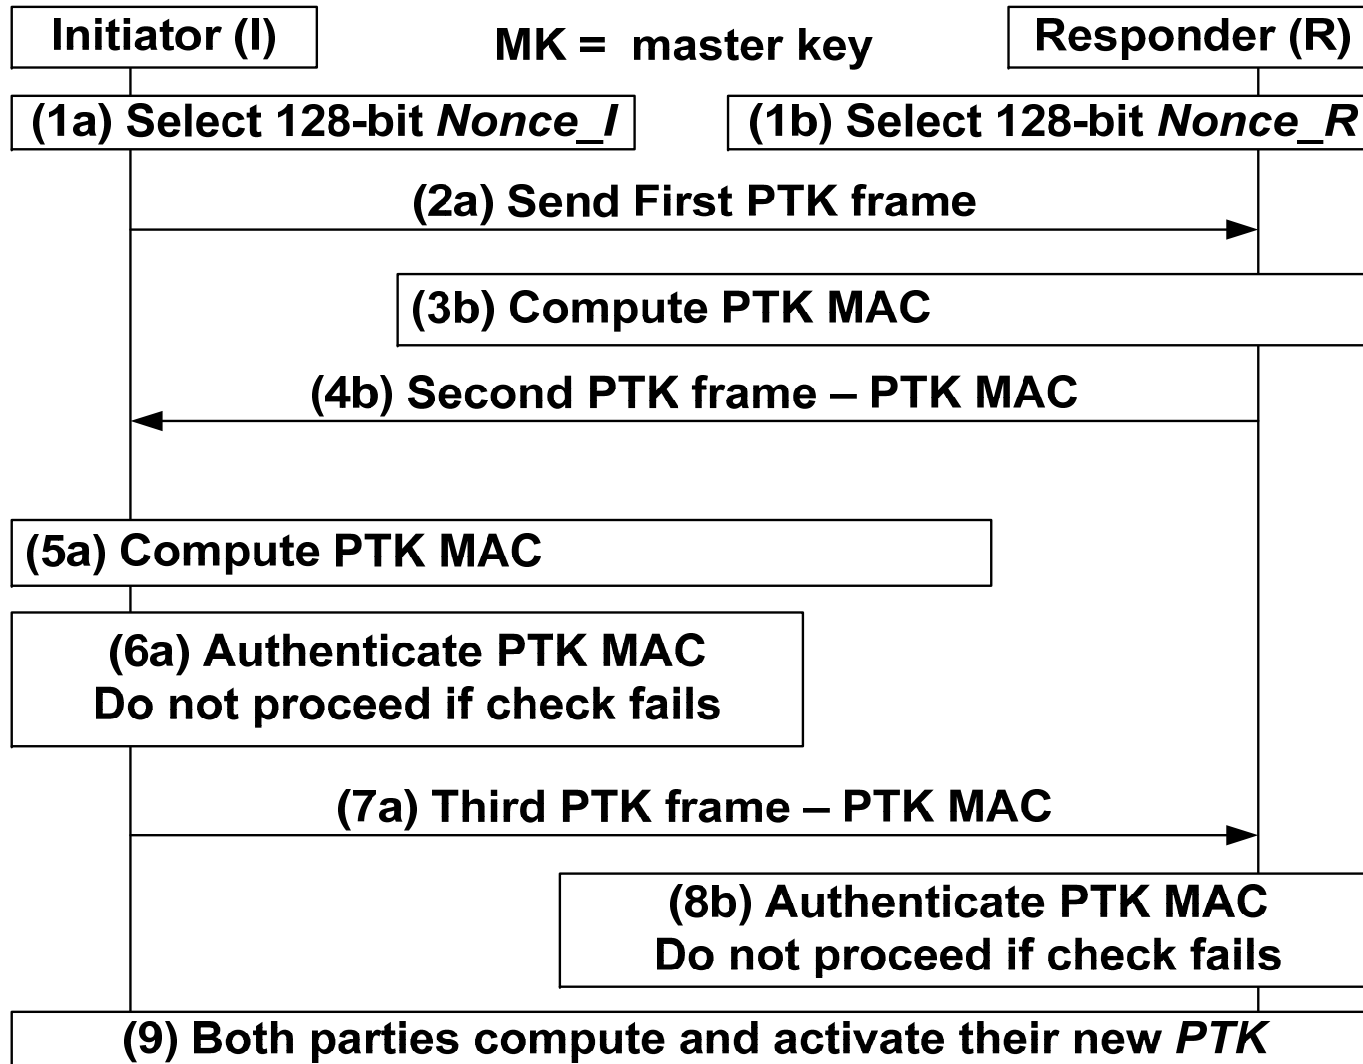 Initiator (I)
MK = master key
Responder (R)
(1a) Select 128-bit Nonce_I
(1b) Select 128-bit Nonce_R
(2a) Send First PTK frame
(3b) Compute PTK MAC
(4b) Second PTK frame – PTK MAC
(5a) Compute PTK MAC
(6a) Authenticate PTK MAC
Do not proceed if check fails
(7a) Third PTK frame – PTK MAC
(8b) Authenticate PTK MAC
Do not proceed if check fails
(9) Both parties compute and activate their new PTK